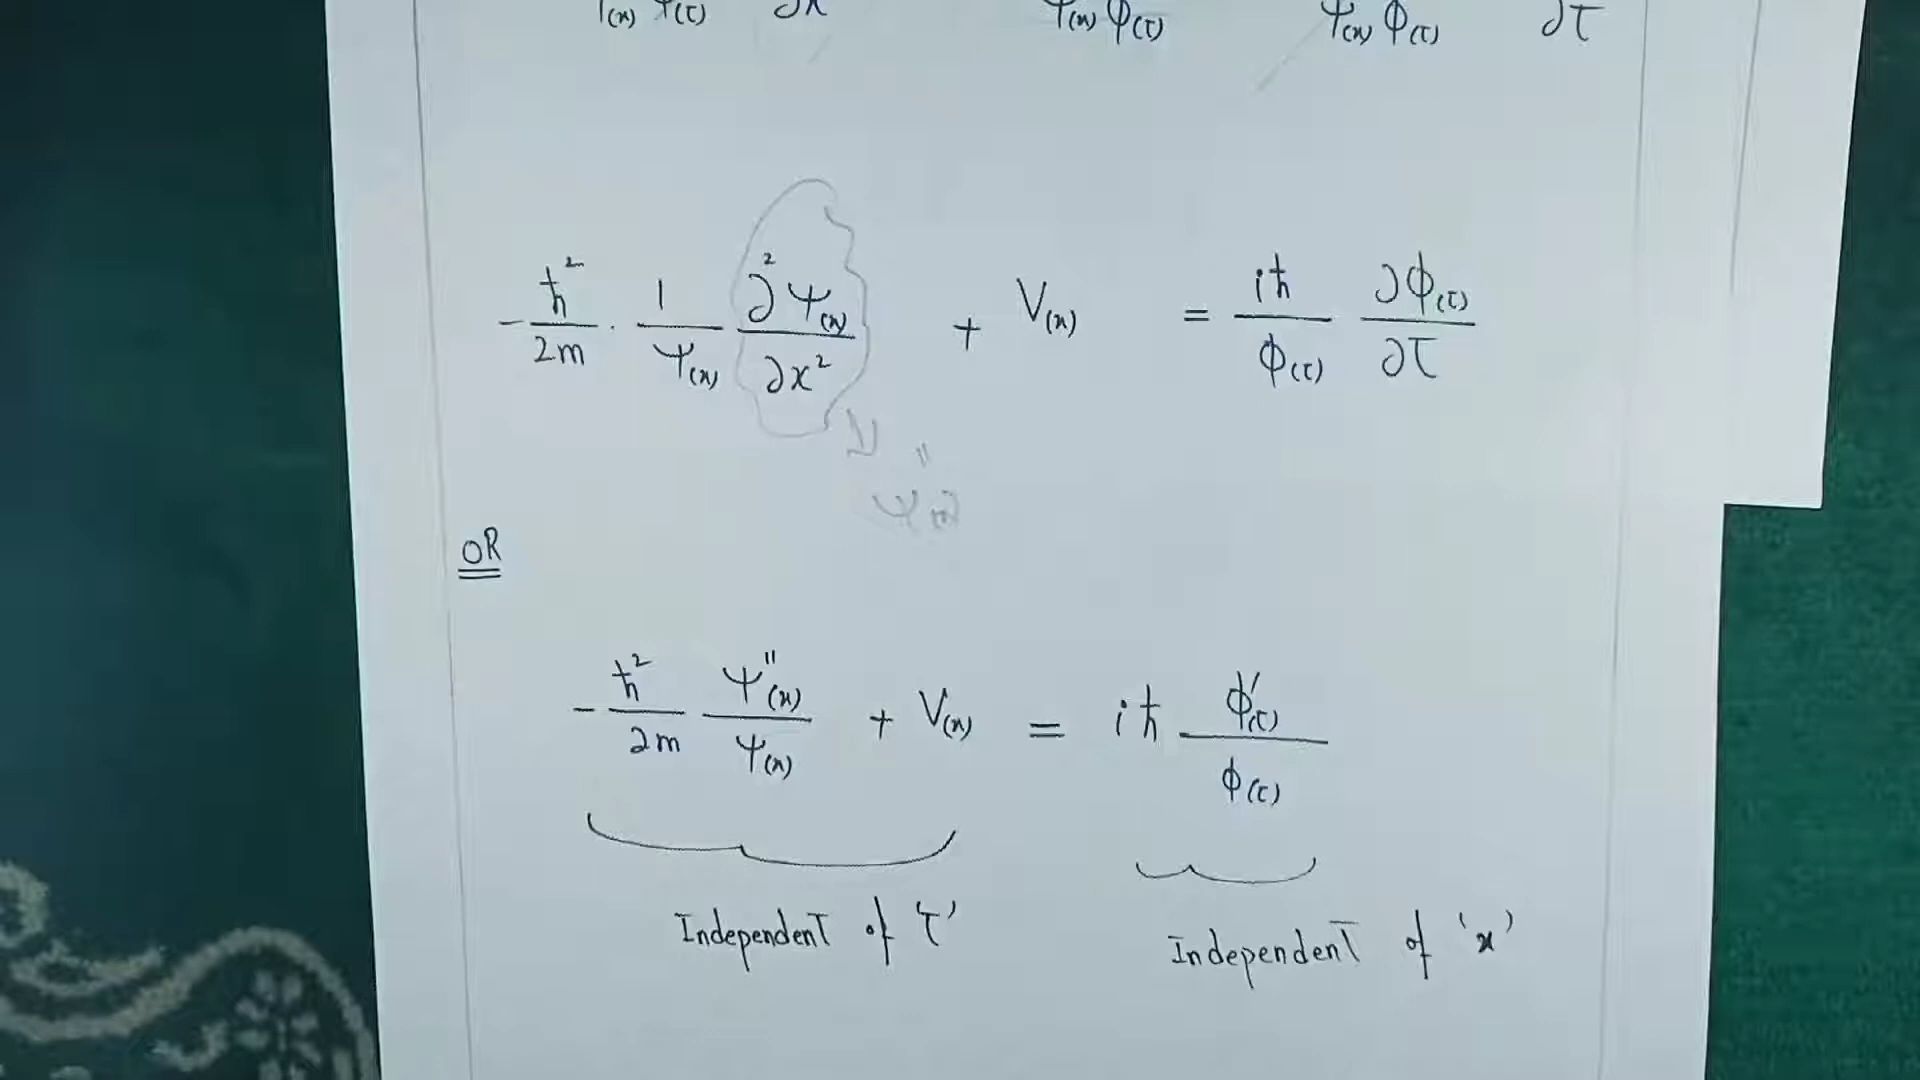 ψ(x) φ(t) ∂x ψ(x) φ(t) ψ(x) φ(t) ∂t
-ħ²/2m · 1/ψ(x) ∂²ψ(x)/∂x² + V(x) = iħ/φ(t) ∂φ(t)/∂t
ψ''(x)
OR
-ħ²/2m ψ''(x)/ψ(x) + V(x) = iħ φ'(t)/φ(t)
Independent of 't' Independent of 'x'